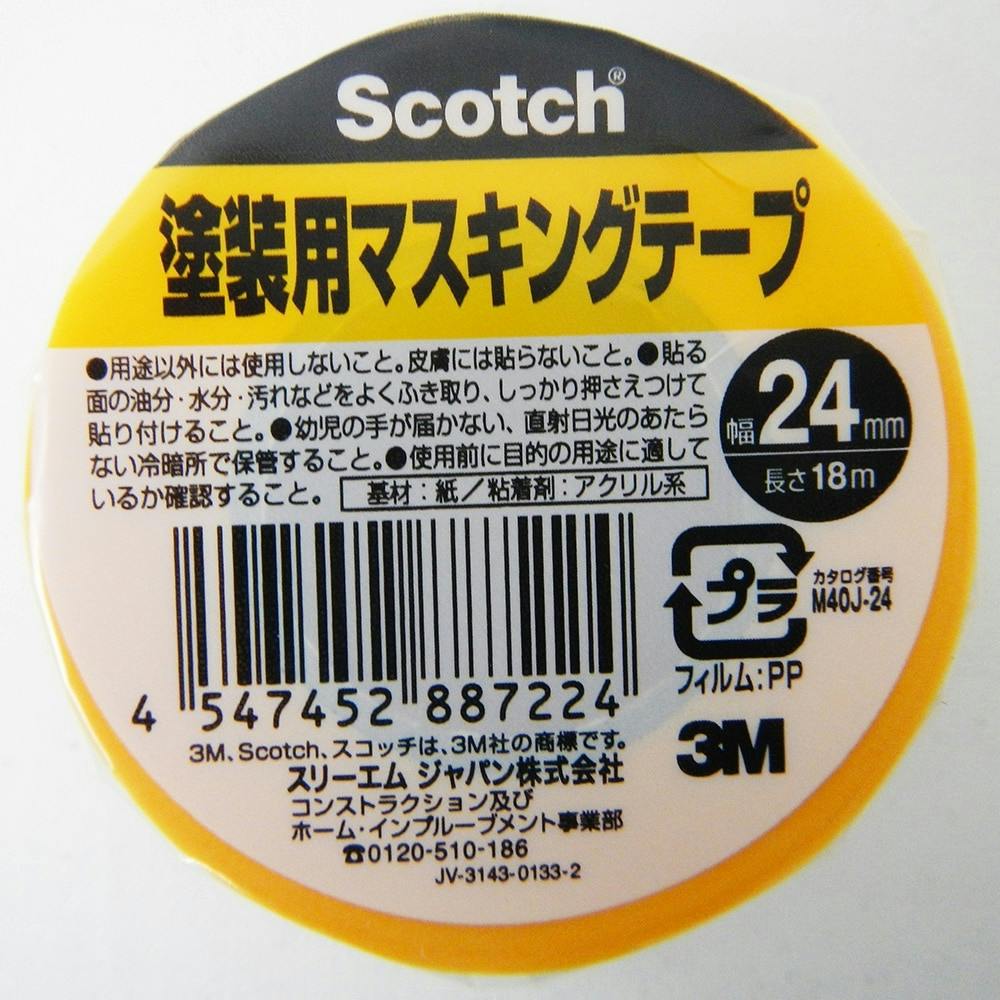 Scotch®
塗装用マスキングテープ
●用途以外には使用しないこと。皮膚には貼らないこと。●貼る
面の油分・水分・汚れなどをよくふき取り、しっかり押さえつけて
貼り付けること。●幼児の手が届かない、直射日光のあたら
ない冷暗所で保管すること。●使用前に目的の用途に適して
いるか確認すること。
基材:紙/粘着剤:アクリル系
幅24mm
長さ18m
プラ
カタログ番号
M40J-24
フィルム:PP
4 547452 887224
3M
3M、Scotch、スコッチは、3M社の商標です。
スリーエム ジャパン株式会社
コンストラクション及び
ホーム・インプルーブメント事業部
☎0120-510-186
JV-3143-0133-2